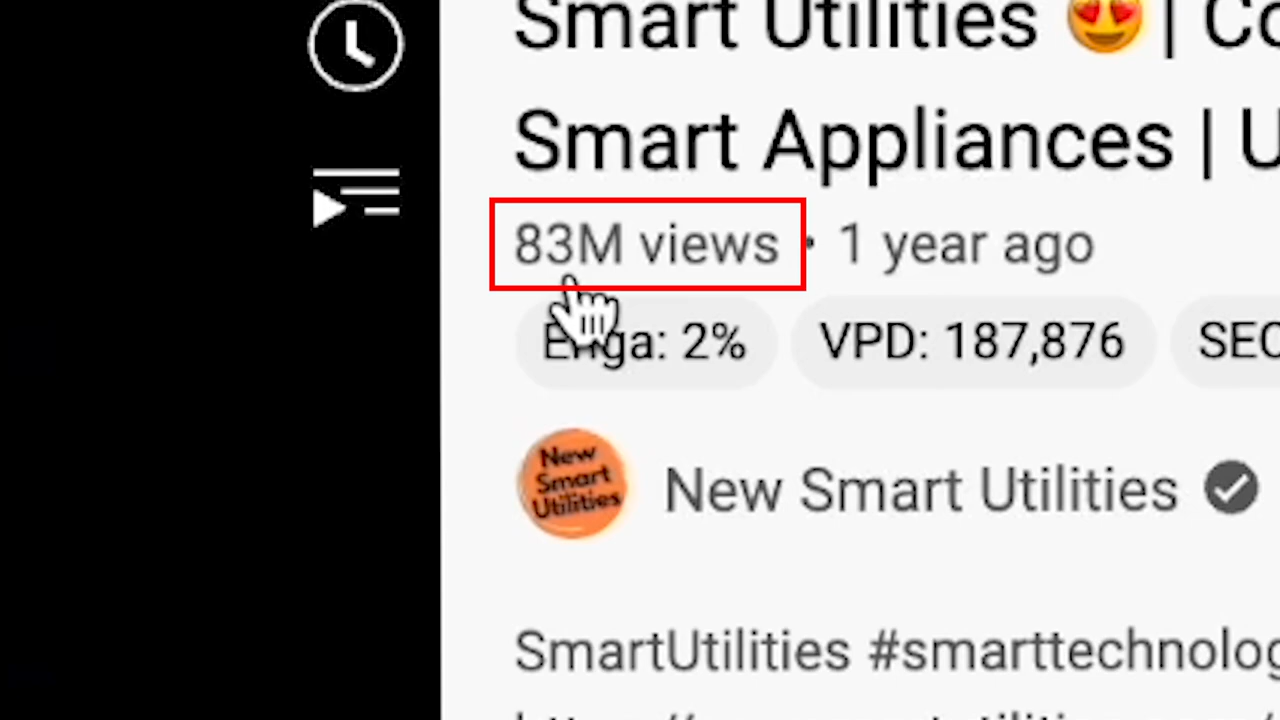 Smart Utilities 😍 | Co
Smart Appliances | U
83M views • 1 year ago
Enga: 2% VPD: 187,876 SEO
New
Smart
Utilities
New Smart Utilities
SmartUtilities #smarttechnolog